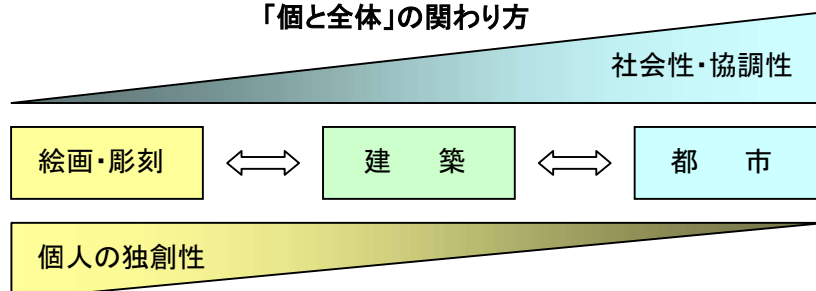 「個と全体」の関わり方
社会性・協調性
絵画・彫刻
建　築
都　市
個人の独創性